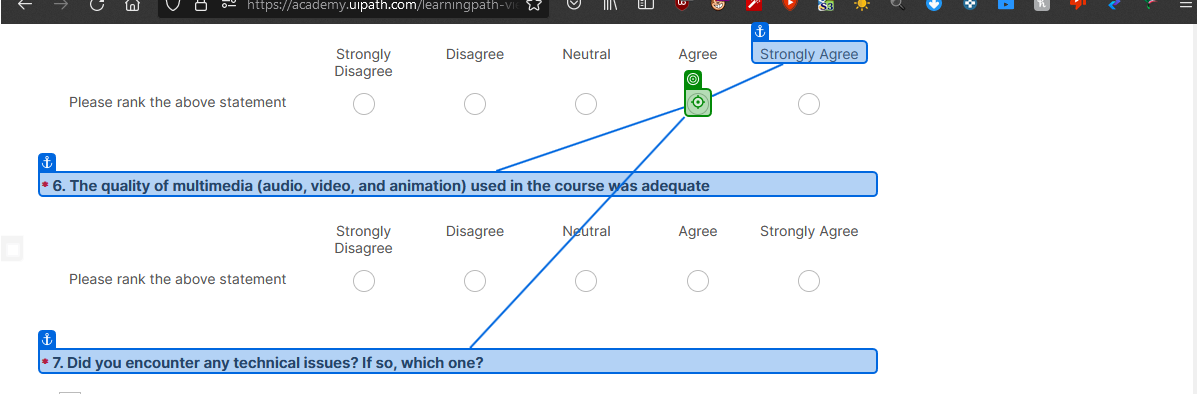 https://academy.uipath.com/learningpath-vi
Strongly Disagree Disagree Neutral Agree Strongly Agree
Please rank the above statement
* 6. The quality of multimedia (audio, video, and animation) used in the course was adequate
Strongly Disagree Disagree Neutral Agree Strongly Agree
Please rank the above statement
* 7. Did you encounter any technical issues? If so, which one?